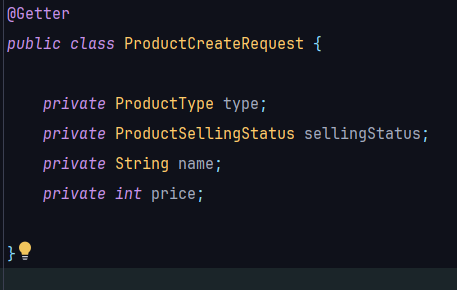 @Getter
public class ProductCreateRequest {
private ProductType type;
private ProductSellingStatus sellingStatus;
private String name;
private int price;
}